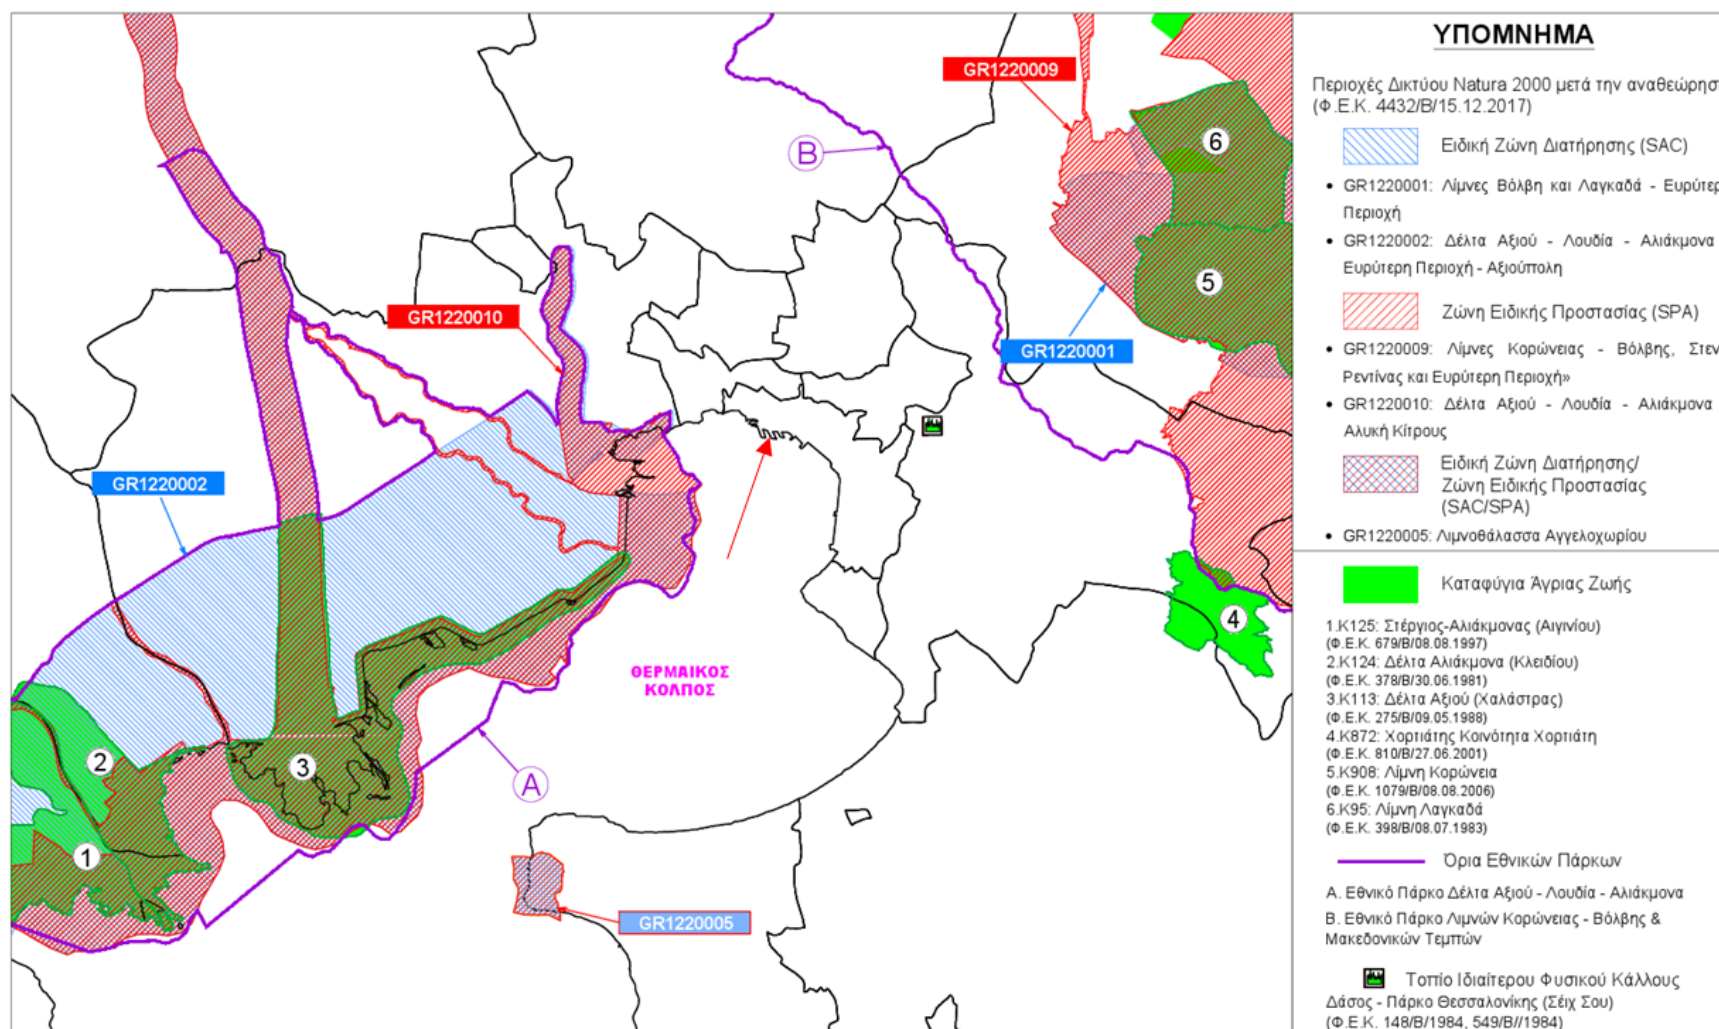 GR1220009
B
6
5
GR1220010
GR1220001
GR1220002
4
ΘΕΡΜΑΙΚΟΣ
ΚΟΛΠΟΣ
2
3
A
1
GR1220005
ΥΠΟΜΝΗΜΑ
Περιοχές Δικτύου Natura 2000 μετά την αναθεώρησ
(Φ.Ε.Κ. 4432/Β/15.12.2017)
Ειδική Ζώνη Διατήρησης (SAC)
• GR1220001: Λίμνες Βόλβη και Λαγκαδά - Ευρύτερ
Περιοχή
• GR1220002: Δέλτα Αξιού - Λουδία - Αλιάκμονα
Ευρύτερη Περιοχή - Αξιούπολη
Ζώνη Ειδικής Προστασίας (SPA)
• GR1220009: Λίμνες Κορώνειας - Βόλβης, Στεν
Ρεντίνας και Ευρύτερη Περιοχή»
• GR1220010: Δέλτα Αξιού - Λουδία - Αλιάκμονα
Αλυκή Κίτρους
Ειδική Ζώνη Διατήρησης/
Ζώνη Ειδικής Προστασίας
(SAC/SPA)
• GR1220005: Λιμνοθάλασσα Αγγελοχωρίου
Καταφύγια Άγριας Ζωής
1.Κ125: Στέργιος-Αλιάκμονας (Αιγινίου)
(Φ.Ε.Κ. 679/Β/08.08.1997)
2.Κ124: Δέλτα Αλιάκμονα (Κλειδίου)
(Φ.Ε.Κ. 378/Β/30.06.1981)
3.Κ113: Δέλτα Αξιού (Χαλάστρας)
(Φ.Ε.Κ. 275/Β/09.05.1988)
4.Κ872: Χορτιάτης Κοινότητα Χορτιάτη
(Φ.Ε.Κ. 810/Β/27.06.2001)
5.Κ908: Λίμνη Κορώνεια
(Φ.Ε.Κ. 1079/Β/08.08.2006)
6.Κ95: Λίμνη Λαγκαδά
(Φ.Ε.Κ. 398/Β/08.07.1983)
Όρια Εθνικών Πάρκων
Α. Εθνικό Πάρκο Δέλτα Αξιού - Λουδία - Αλιάκμονα
Β. Εθνικό Πάρκο Λιμνών Κορώνειας - Βόλβης &
Μακεδονικών Τεμπών
Τοπίο Ιδιαίτερου Φυσικού Κάλλους
Δάσος - Πάρκο Θεσσαλονίκης (Σέιχ Σου)
(Φ.Ε.Κ. 148/Β/1984, 549/Β//1984)